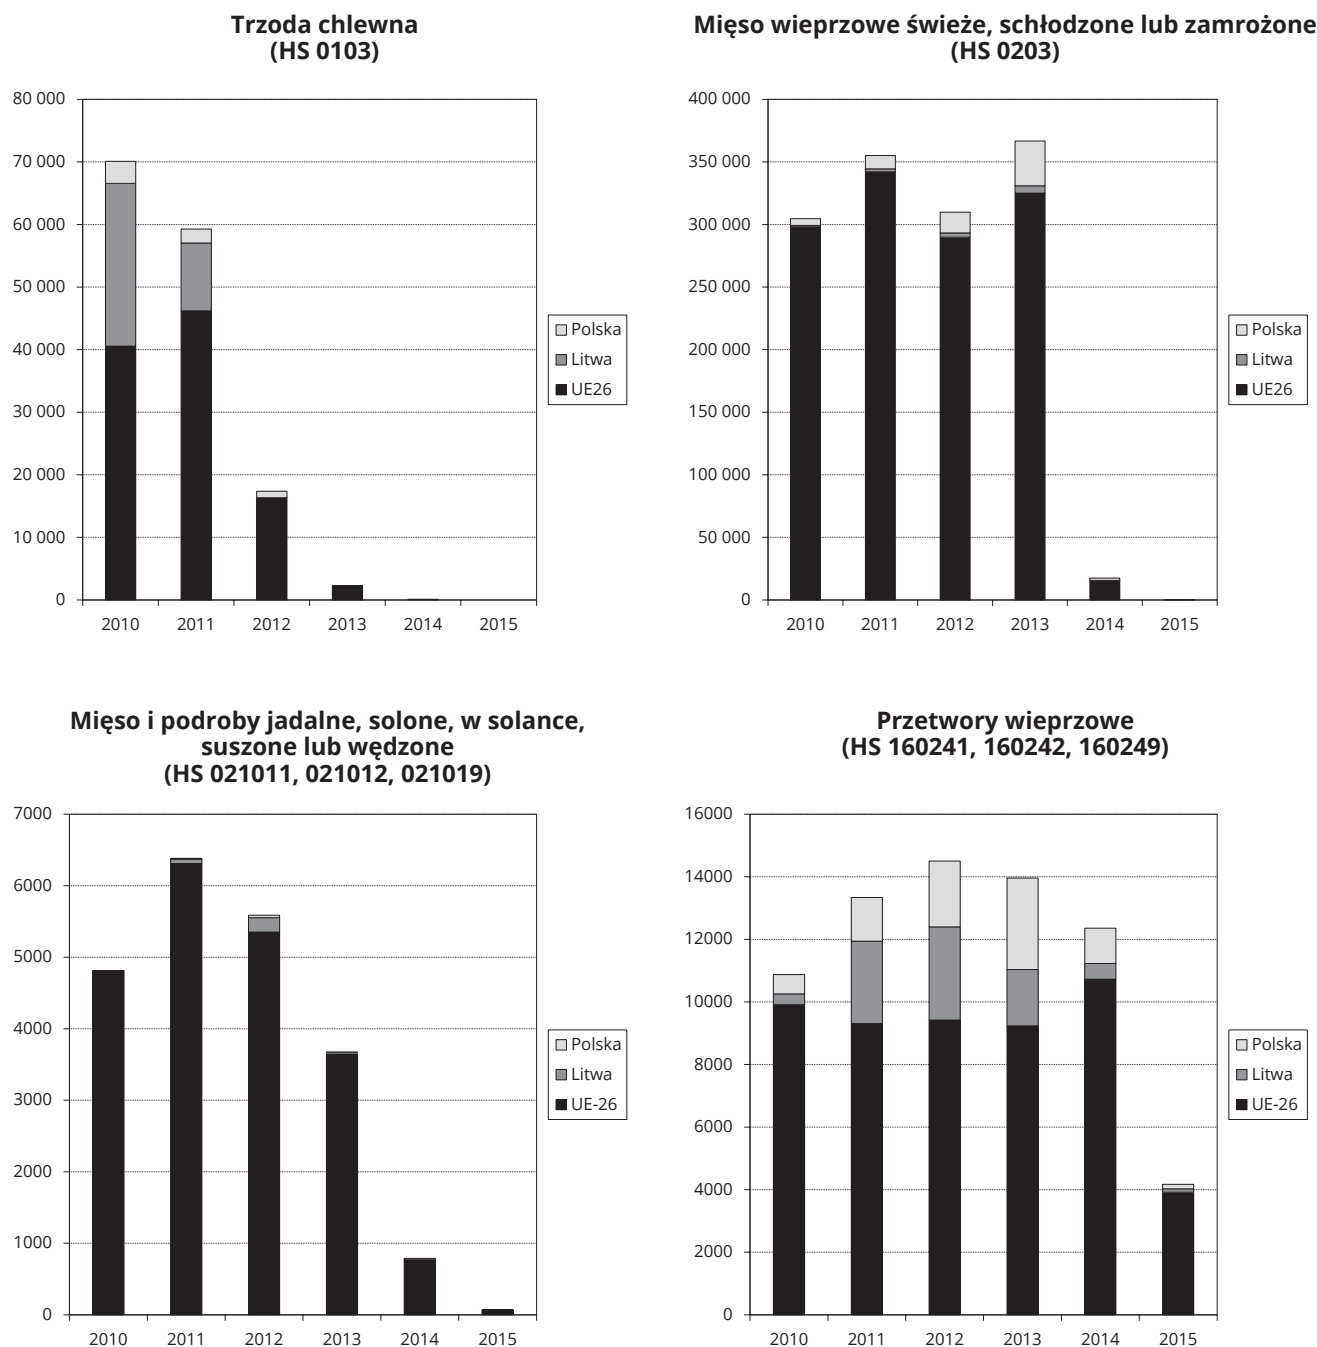 Trzoda chlewna
(HS 0103)
80 000
70 000
60 000
50 000
40 000
30 000
20 000
10 000
0
2010 2011 2012 2013 2014 2015
Polska
Litwa
UE26
Mięso wieprzowe świeże, schłodzone lub zamrożone
(HS 0203)
400 000
350 000
300 000
250 000
200 000
150 000
100 000
50 000
0
2010 2011 2012 2013 2014 2015
Polska
Litwa
UE26
Mięso i podroby jadalne, solone, w solance,
suszone lub wędzone
(HS 021011, 021012, 021019)
7000
6000
5000
4000
3000
2000
1000
0
2010 2011 2012 2013 2014 2015
Polska
Litwa
UE-26
Przetwory wieprzowe
(HS 160241, 160242, 160249)
16000
14000
12000
10000
8000
6000
4000
2000
0
2010 2011 2012 2013 2014 2015
Polska
Litwa
UE-26